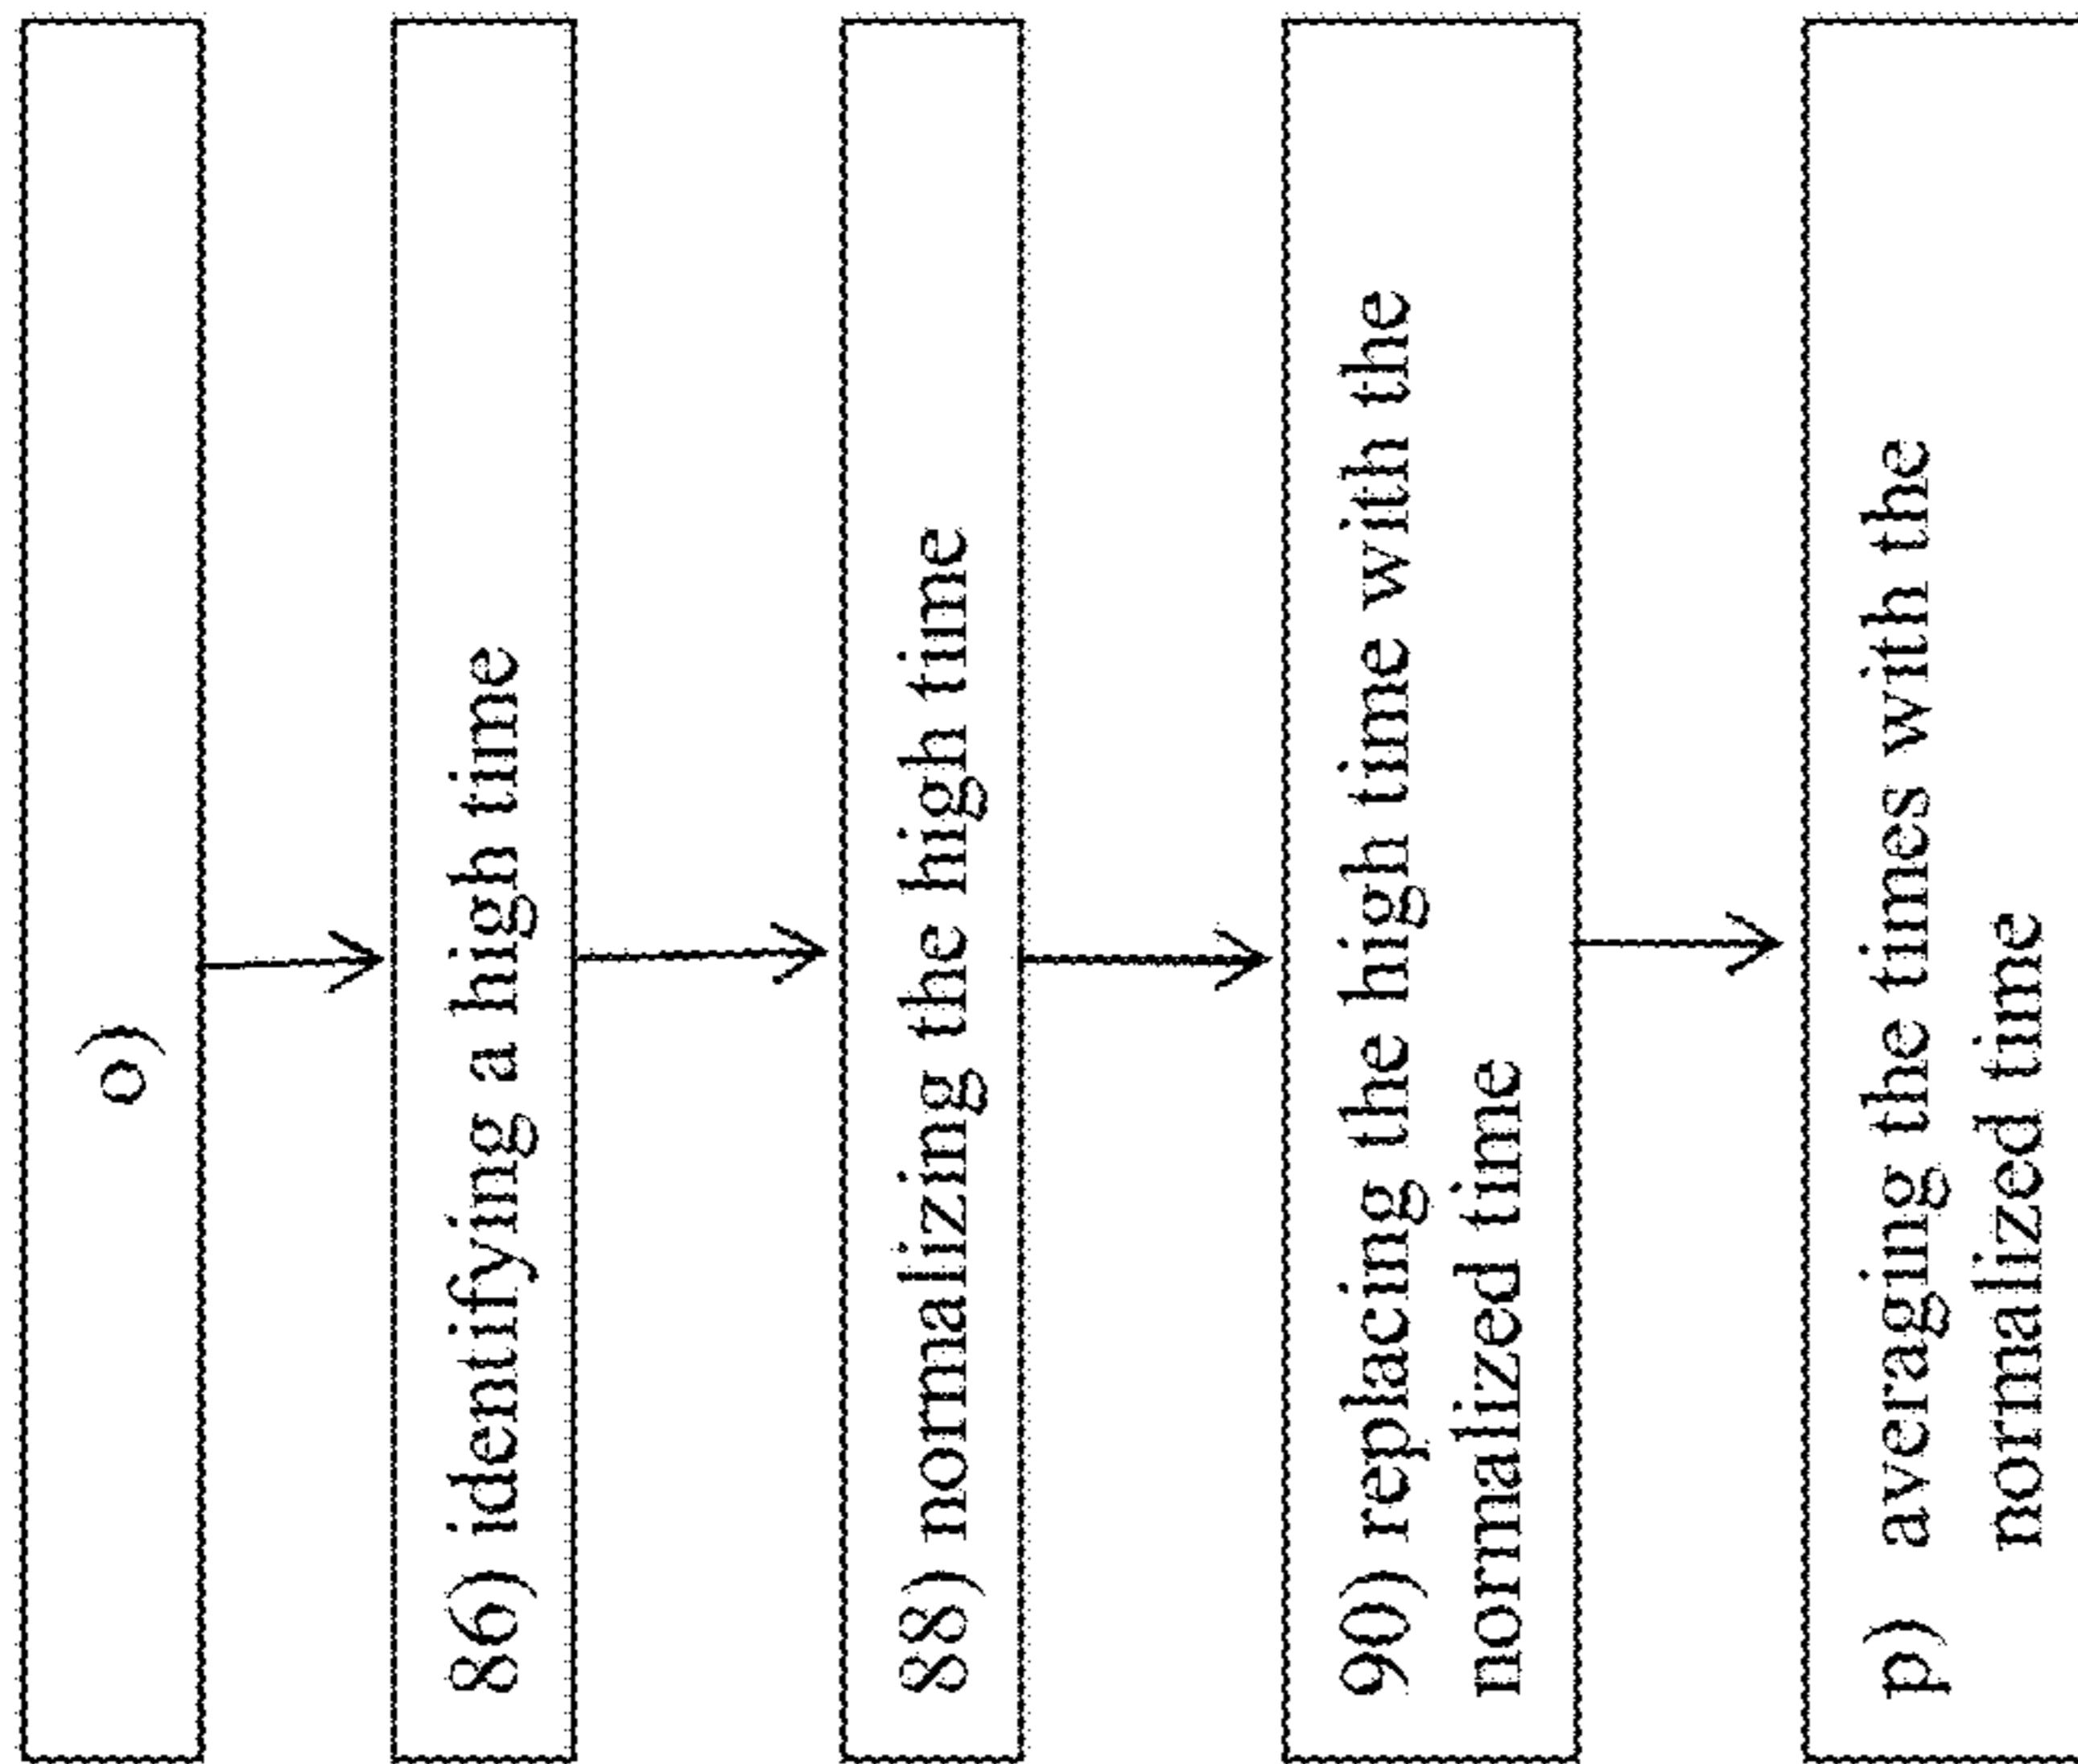 o)
86) identifying a high time
88) normalizing the high time
90) replacing the high time with the
normalized time
p) averaging the times with the
normalized time